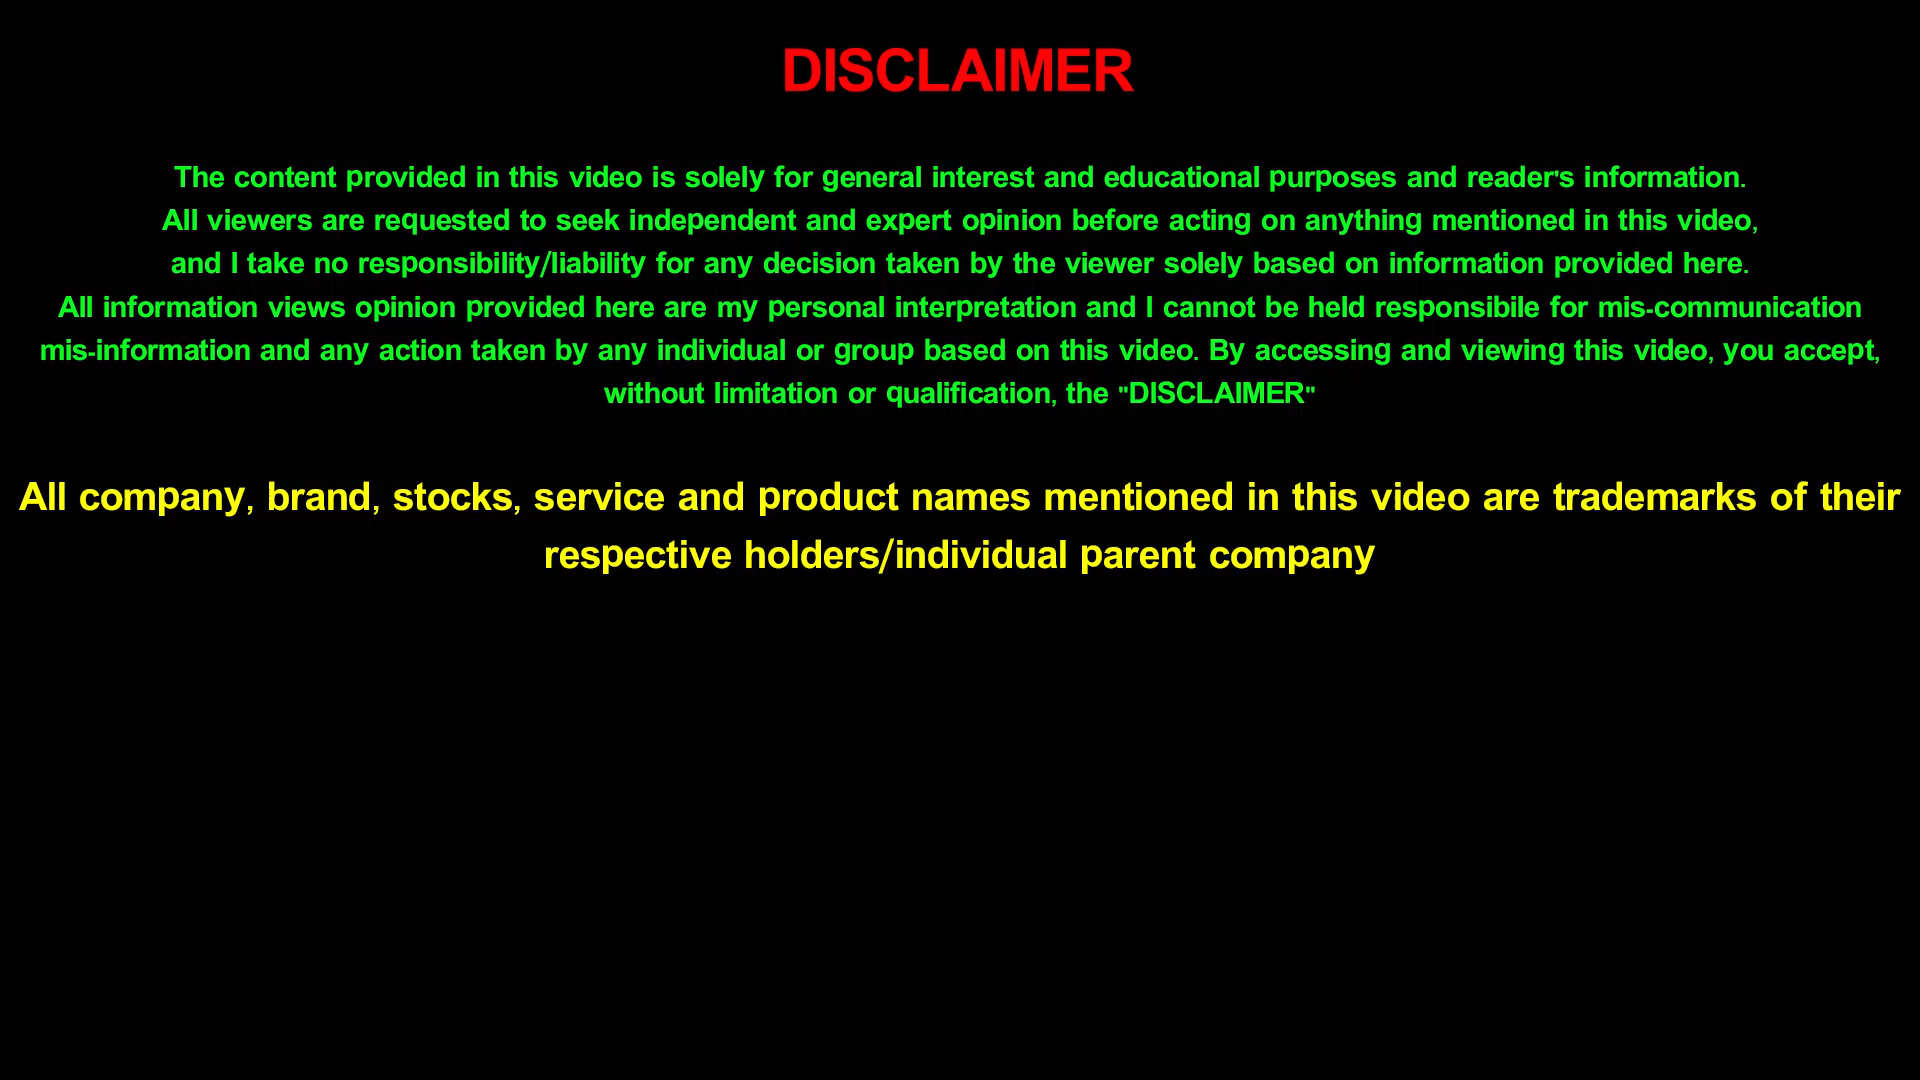 DISCLAIMER
The content provided in this video is solely for general interest and educational purposes and reader's information.
All viewers are requested to seek independent and expert opinion before acting on anything mentioned in this video,
and I take no responsibility/liability for any decision taken by the viewer solely based on information provided here.
All information views opinion provided here are my personal interpretation and I cannot be held responsibile for mis-communication
mis-information and any action taken by any individual or group based on this video. By accessing and viewing this video, you accept,
without limitation or qualification, the "DISCLAIMER"
All company, brand, stocks, service and product names mentioned in this video are trademarks of their
respective holders/individual parent company